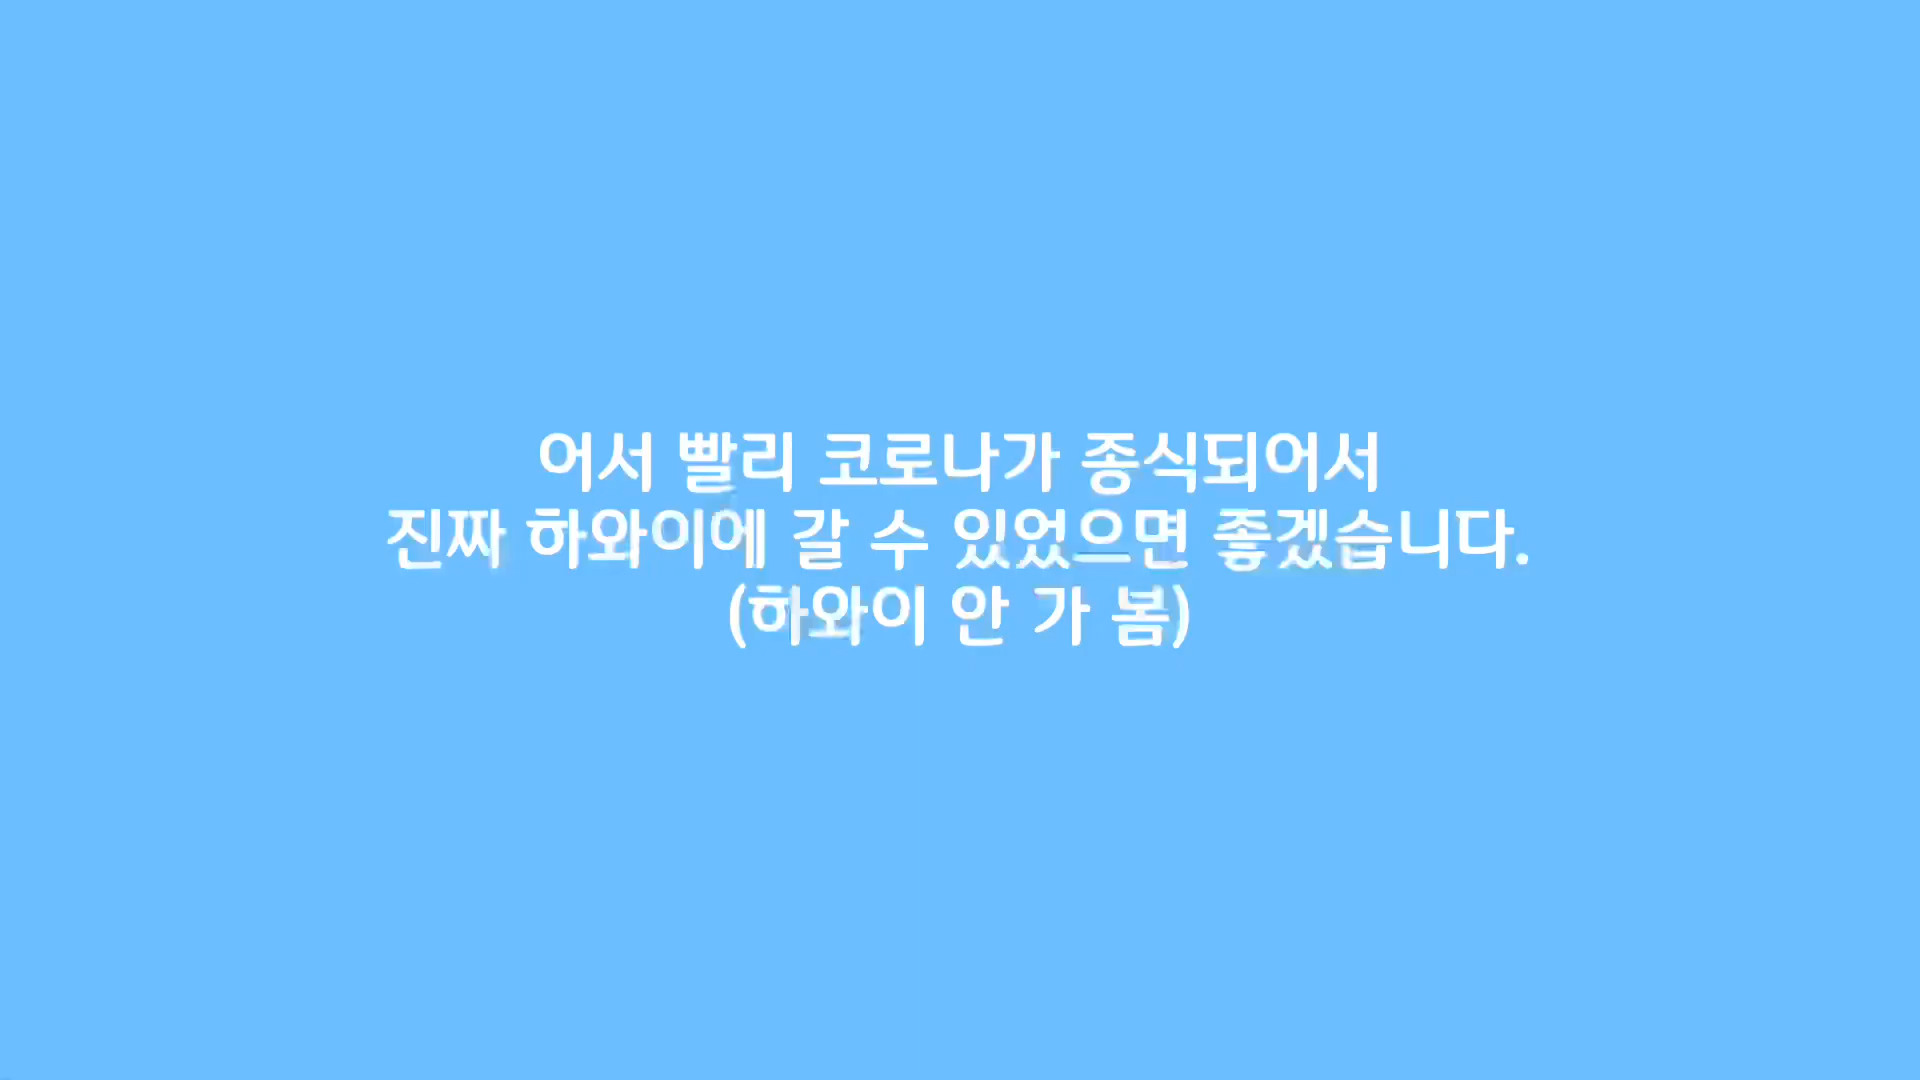 어서 빨리 코로나가 종식되어서
진짜 하와이에 갈 수 있었으면 좋겠습니다.
(하와이 안 가 봄)